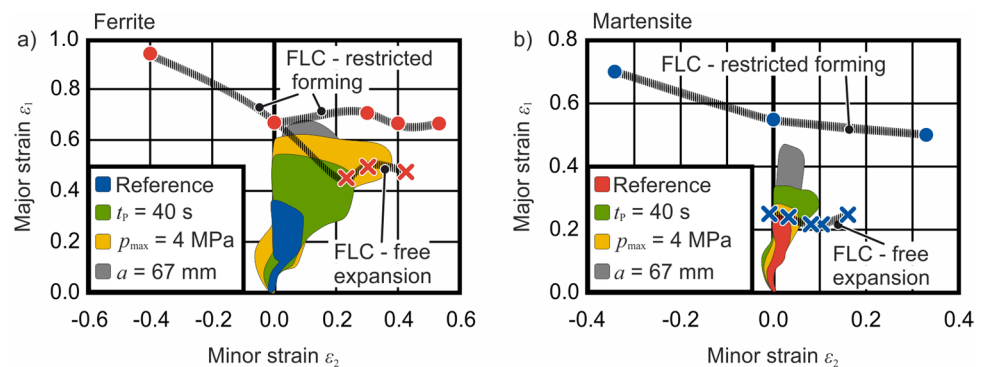 Ferrite
a)
1.0
0.8
0.6
0.4
0.2
0.0
Major strain ε₁
FLC - restricted
forming
Reference
tP = 40 s
pmax = 4 MPa
a = 67 mm
FLC - free
expansion
-0.6
-0.4
-0.2
0.0
0.2
0.4
0.6
Minor strain ε₂
Martensite
b)
0.8
0.6
0.4
0.2
0.0
Major strain ε₁
FLC - restricted forming
Reference
tP = 40 s
pmax = 4 MPa
a = 67 mm
FLC - free
expansion
-0.4
-0.2
0.0
0.2
0.4
Minor strain ε₂